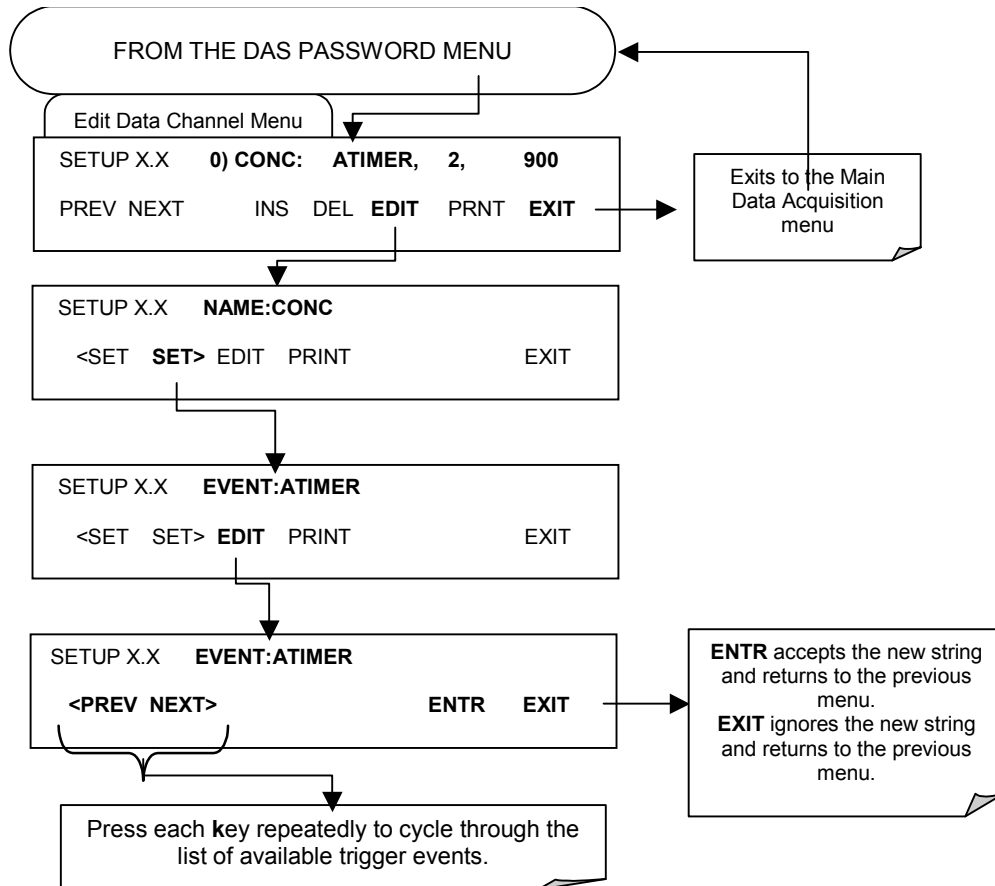 FROM THE DAS PASSWORD MENU
Edit Data Channel Menu
SETUP X.X 0) CONC: ATIMER, 2, 900
PREV NEXT INS DEL EDIT PRNT EXIT
Exits to the Main
Data Acquisition
menu
SETUP X.X NAME:CONC
<SET SET> EDIT PRINT EXIT
SETUP X.X EVENT:ATIMER
<SET SET> EDIT PRINT EXIT
SETUP X.X EVENT:ATIMER
<PREV NEXT> ENTR EXIT
ENTR accepts the new string
and returns to the previous
menu.
EXIT ignores the new string
and returns to the previous
menu.
Press each key repeatedly to cycle through the
list of available trigger events.